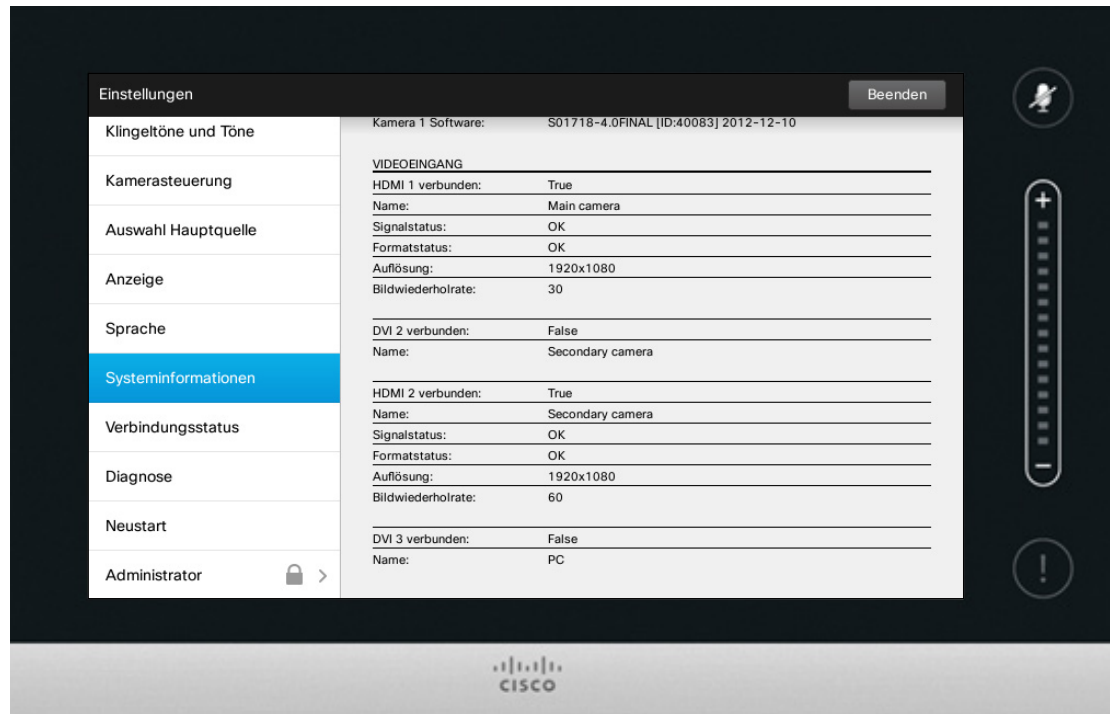 Einstellungen
Beenden
Klingeltöne und Töne
Kamerasteuerung
Auswahl Hauptquelle
Anzeige
Sprache
Systeminformationen
Verbindungsstatus
Diagnose
Neustart
Administrator
Kamera 1 Software: S01718-4.0FINAL [ID:40083] 2012-12-10
VIDEOEINGANG
HDMI 1 verbunden: True
Name: Main camera
Signalstatus: OK
Formatstatus: OK
Auflösung: 1920x1080
Bildwiederholrate: 30
DVI 2 verbunden: False
Name: Secondary camera
HDMI 2 verbunden: True
Name: Secondary camera
Signalstatus: OK
Formatstatus: OK
Auflösung: 1920x1080
Bildwiederholrate: 60
DVI 3 verbunden: False
Name: PC
+
−
!
CISCO